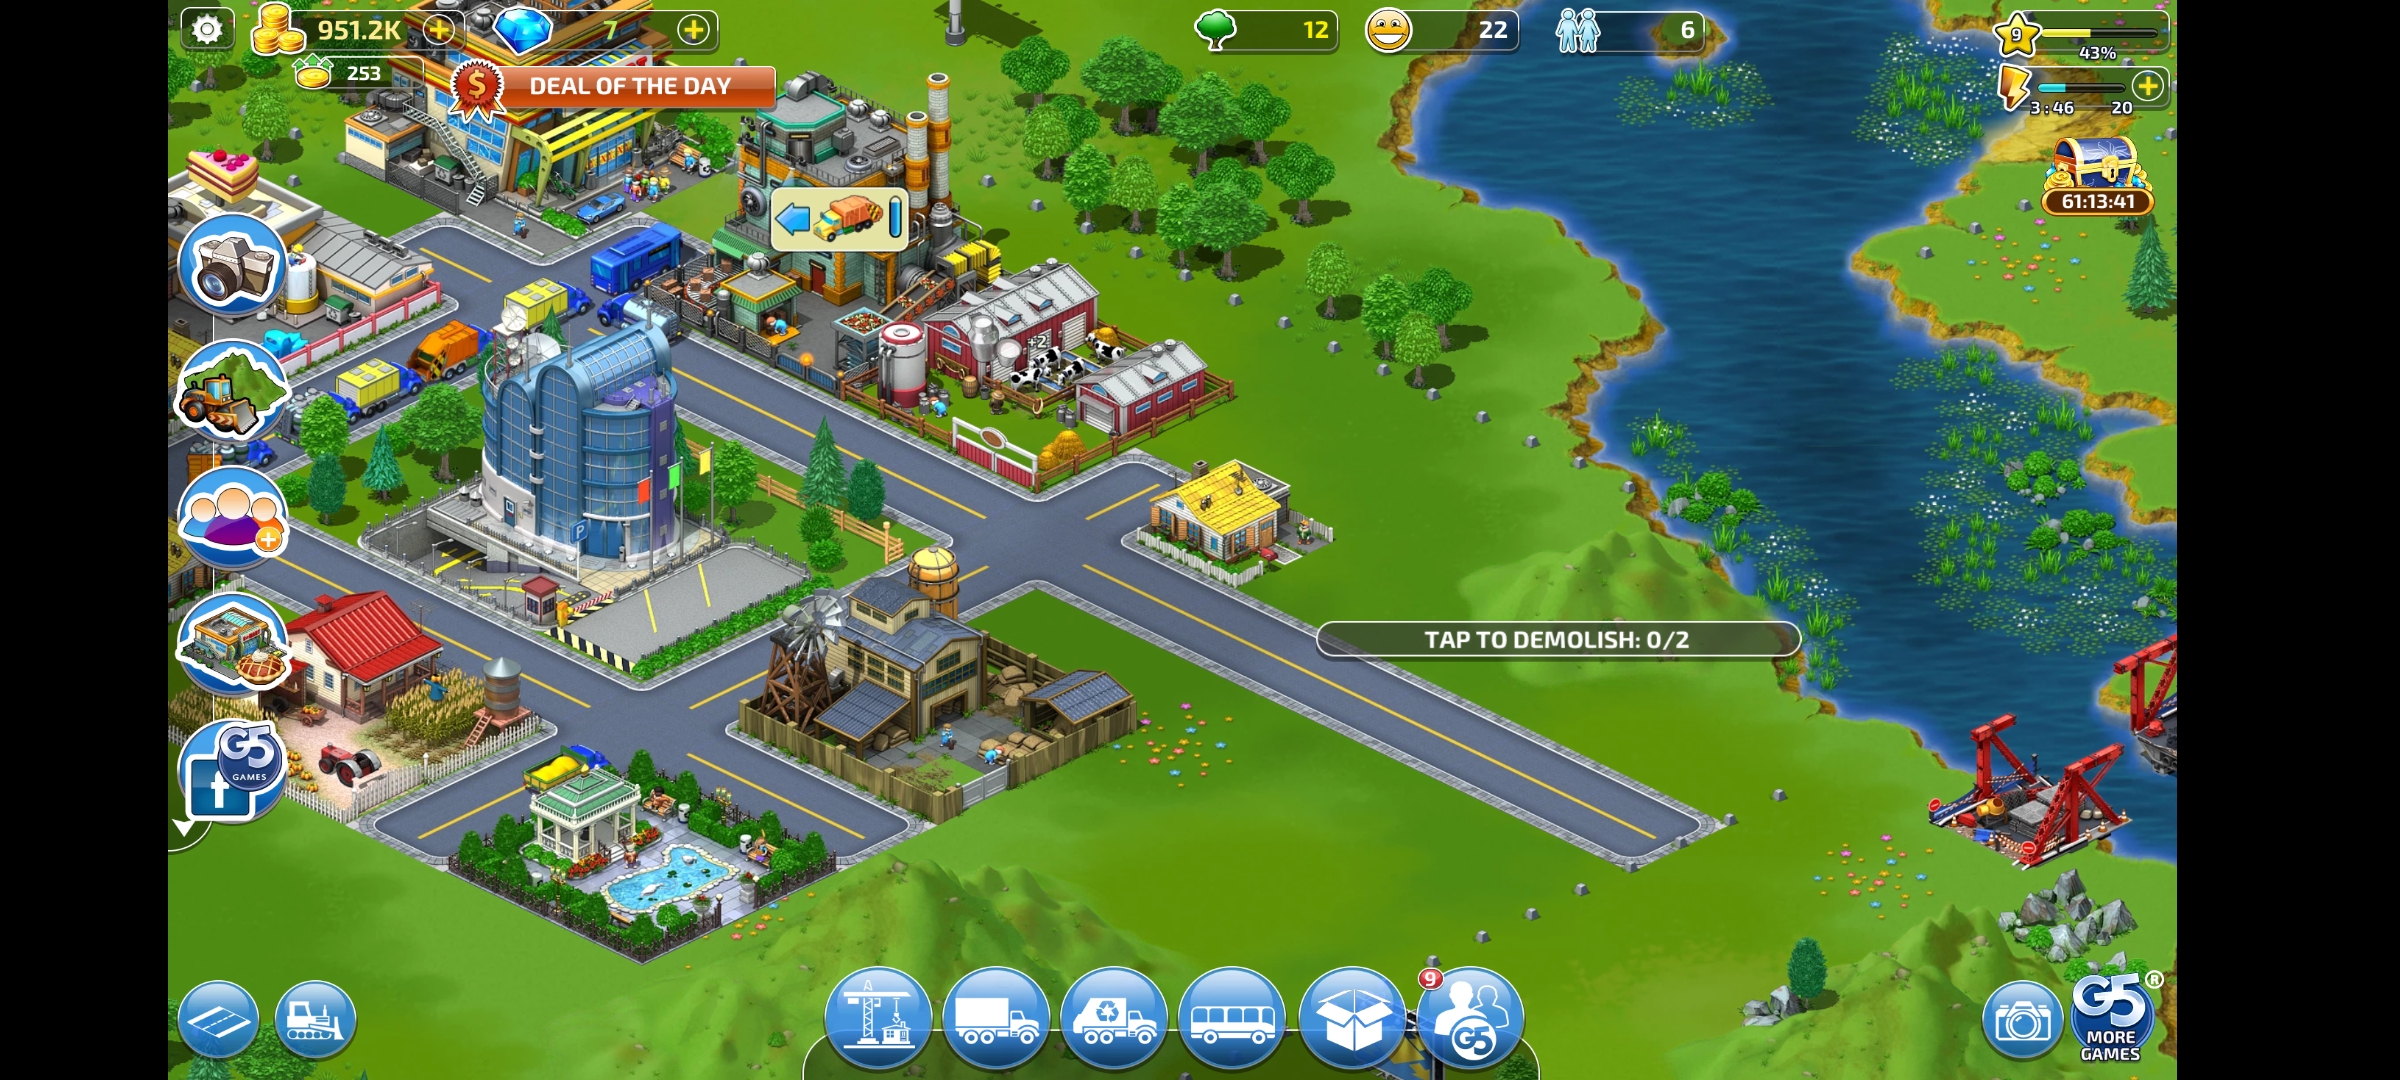 951.2K
7
12
22
6
9
43%
253
DEAL OF THE DAY
3:46
20
61:13:41
+2
P
TAP TO DEMOLISH: 0/2
G5
GAMES
f
9
G5
G5®
MORE
GAMES